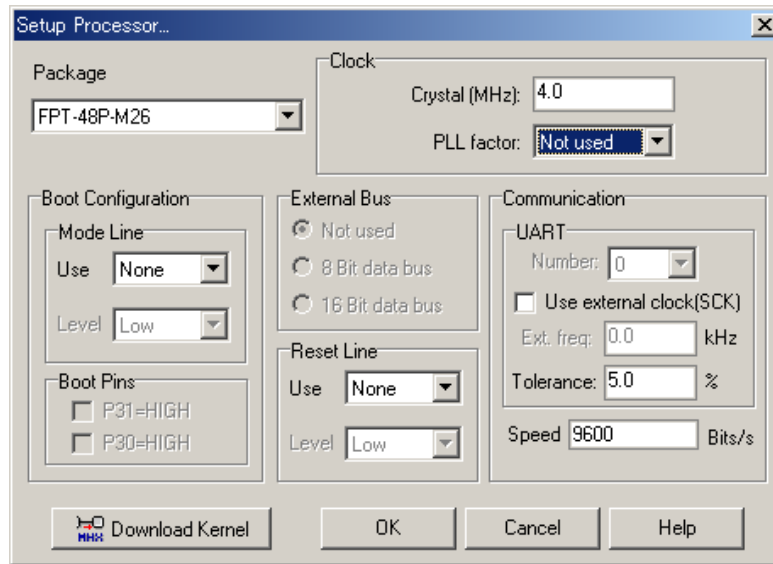 Setup Processor...
Package
FPT-48P-M26
Clock
Crystal (MHz): 4.0
PLL factor: Not used
Boot Configuration
Mode Line
Use None
Level Low
Boot Pins
P31=HIGH
P30=HIGH
External Bus
Not used
8 Bit data bus
16 Bit data bus
Reset Line
Use None
Level Low
Communication
UART
Number: 0
Use external clock(SCK)
Ext. freq: 0.0 kHz
Tolerance: 5.0 %
Speed 9600 Bits/s
MHX Download Kernel
OK
Cancel
Help